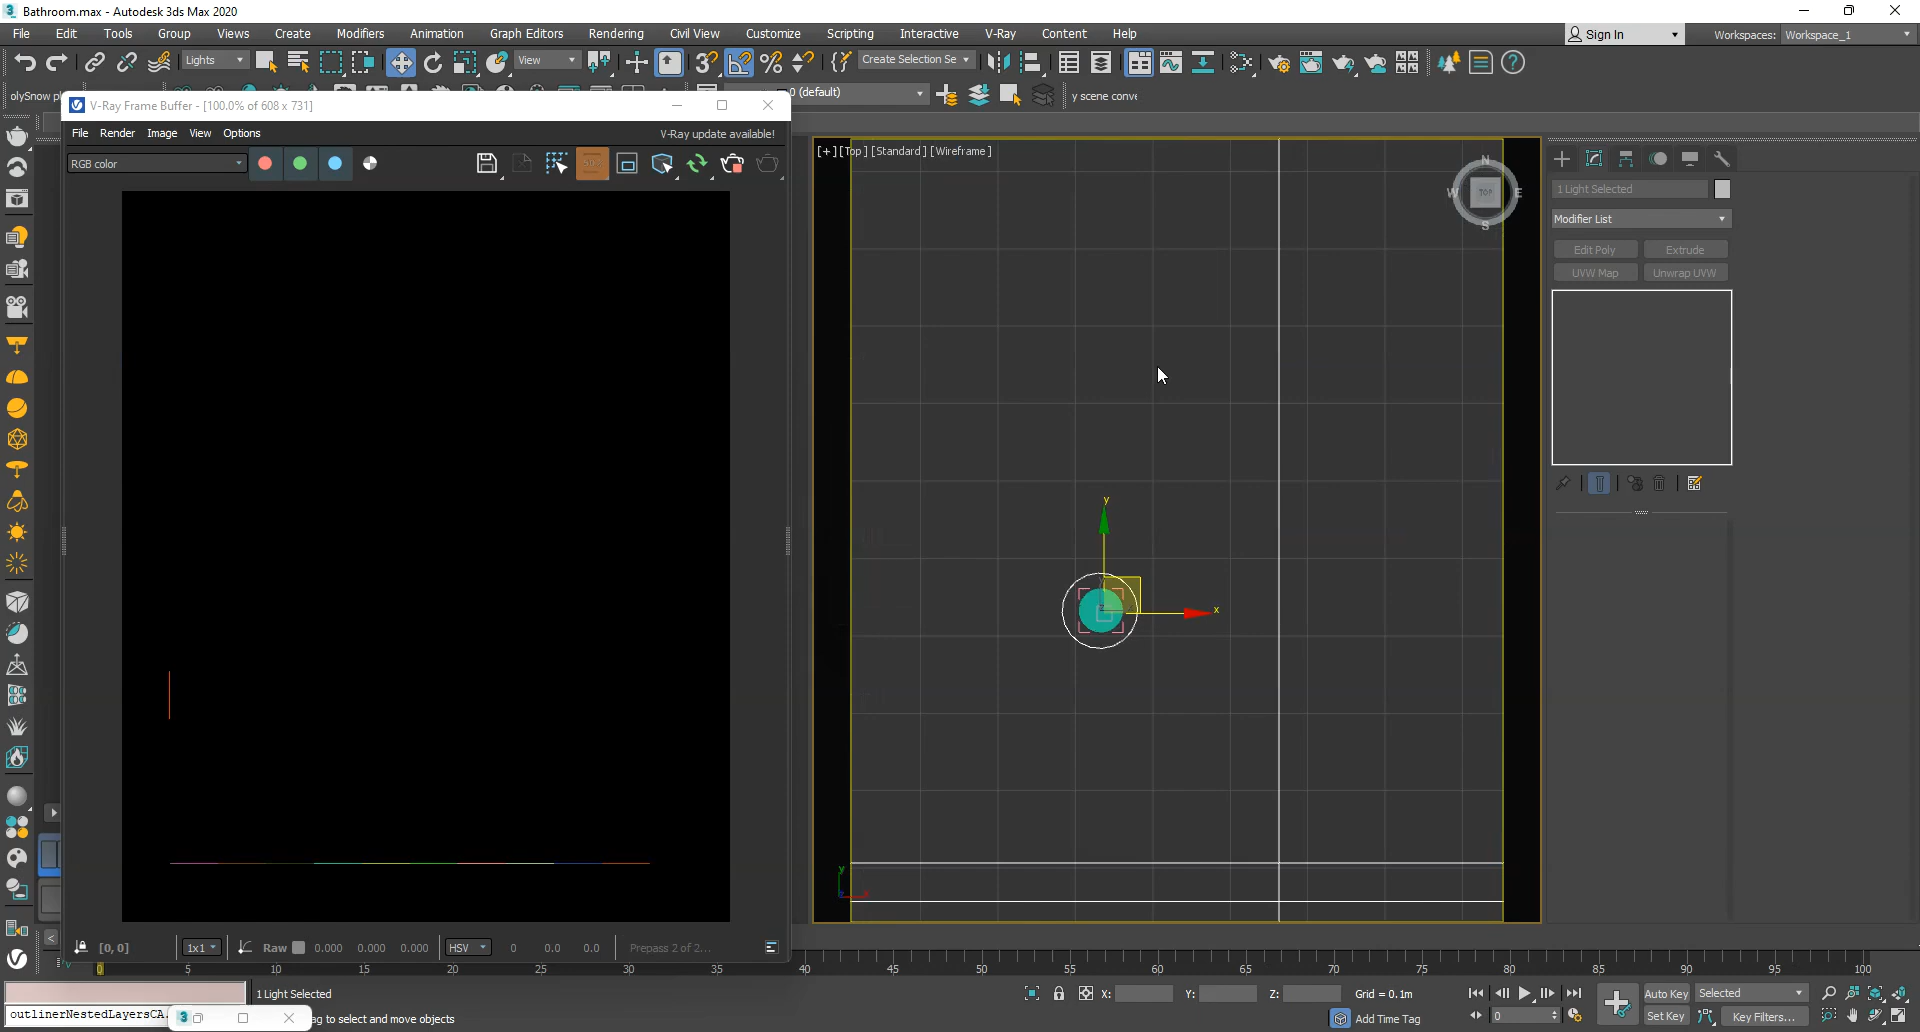 Bathroom.max - Autodesk 3ds Max 2020
File Edit Tools Group Views Create Modifiers Animation Graph Editors Rendering Civil View Customize Scripting Interactive V-Ray Content Help
Sign In Workspaces: Workspace_1
Lights View Create Selection Se
olySnow pl 0 (default) y scene conve
V-Ray Frame Buffer - [100.0% of 608 x 731]
File Render Image View Options V-Ray update available!
RGB color
[+] [Top] [Standard] [Wireframe]
N
W TOP E
S
1 Light Selected
Modifier List
Edit Poly Extrude
UVW Map Unwrap UVW
y
x
y
x
[0, 0] 1x1 Raw 0.000 0.000 0.000 HSV 0 0.0 0.0 Prepass 2 of 2...
0 5 10 15 20 25 30 35 40 45 50 55 60 65 70 75 80 85 90 95 100
1 Light Selected X: Y: Z: Grid = 0.1m Auto Key Selected
outlinerNestedLayersCA. 3 ag to select and move objects Add Time Tag 0 Set Key Key Filters...